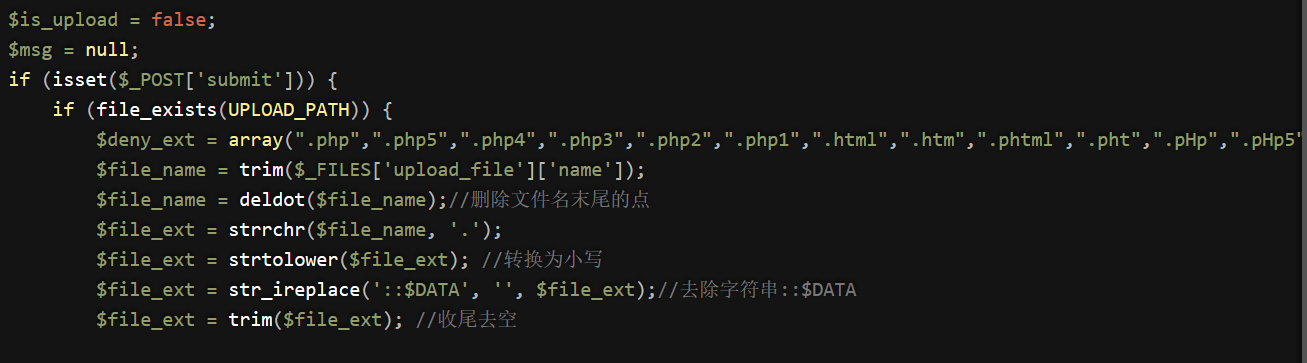 $is_upload = false;
$msg = null;
if (isset($_POST['submit'])) {
    if (file_exists(UPLOAD_PATH)) {
        $deny_ext = array(".php",".php5",".php4",".php3",".php2",".php1",".html",".htm",".phtml",".pht",".pHp",".pHp5"
        $file_name = trim($_FILES['upload_file']['name']);
        $file_name = deldot($file_name);//删除文件名末尾的点
        $file_ext = strrchr($file_name, '.');
        $file_ext = strtolower($file_ext); //转换为小写
        $file_ext = str_ireplace('::$DATA', '', $file_ext);//去除字符串::$DATA
        $file_ext = trim($file_ext); //收尾去空